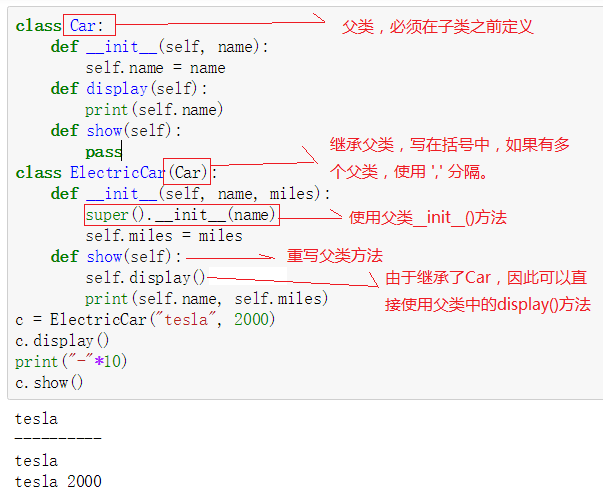 class Car:
父类，必须在子类之前定义
def __init__(self, name):
self.name = name
def display(self):
print(self.name)
def show(self):
pass
继承父类，写在括号中，如果有多
个父类，使用 ',' 分隔。
class ElectricCar(Car):
def __init__(self, name, miles):
super().__init__(name)
使用父类__init__()方法
self.miles = miles
def show(self):
重写父类方法
self.display()
由于继承了Car，因此可以直
接使用父类中的display()方法
print(self.name, self.miles)
c = ElectricCar("tesla", 2000)
c.display()
print("-"*10)
c.show()
tesla
----------
tesla
tesla 2000